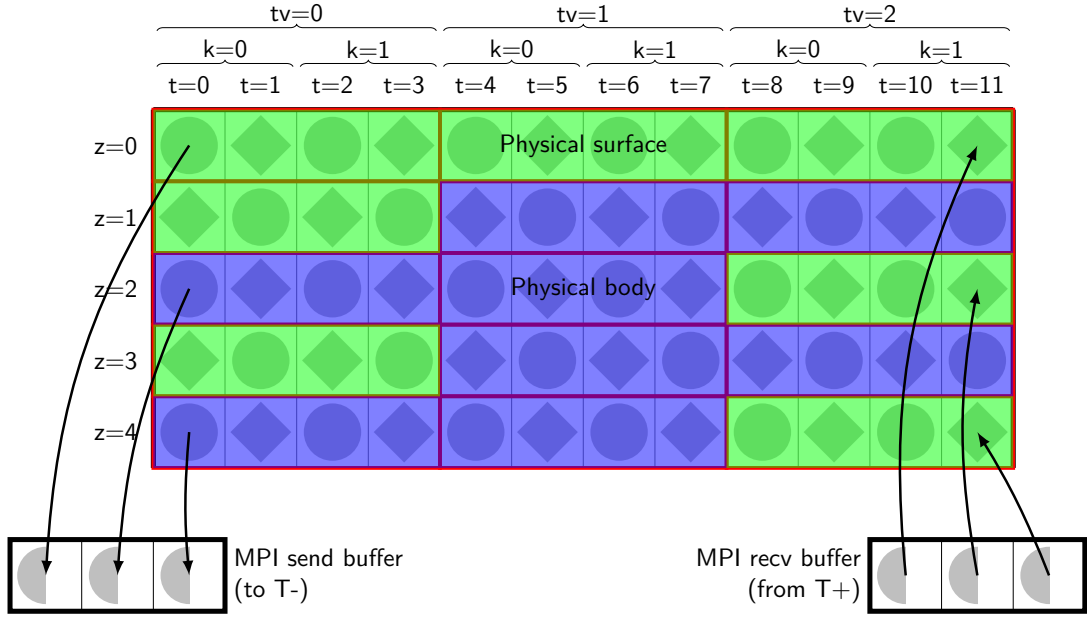 tv=0 tv=1 tv=2
k=0 k=1 k=0 k=1 k=0 k=1
t=0 t=1 t=2 t=3 t=4 t=5 t=6 t=7 t=8 t=9 t=10 t=11
z=0 Physical surface
z=1
z=2 Physical body
z=3
z=4
MPI send buffer
(to T-)
MPI recv buffer
(from T+)